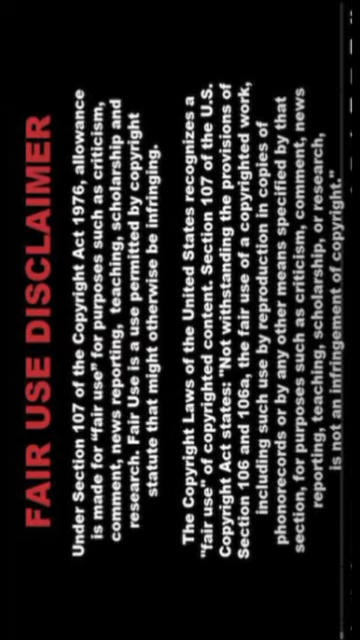 FAIR USE DISCLAIMER
Under Section 107 of the Copyright Act 1976, allowance
is made for "fair use" for purposes such as criticism,
comment, news reporting, teaching, scholarship and
research. Fair Use is a use permitted by copyright
statute that might otherwise be infringing.
The Copyright Laws of the United States recognizes a
"fair use" of copyrighted content. Section 107 of the U.S.
Copyright Act states: "Not withstanding the provisions of
Section 106 and 106a, the fair use of a copyrighted work,
including such use by reproduction in copies of
phonorecords or by any other means specified by that
section, for purposes such as criticism, comment, news
reporting, teaching, scholarship, or research,
is not an infringement of copyright."